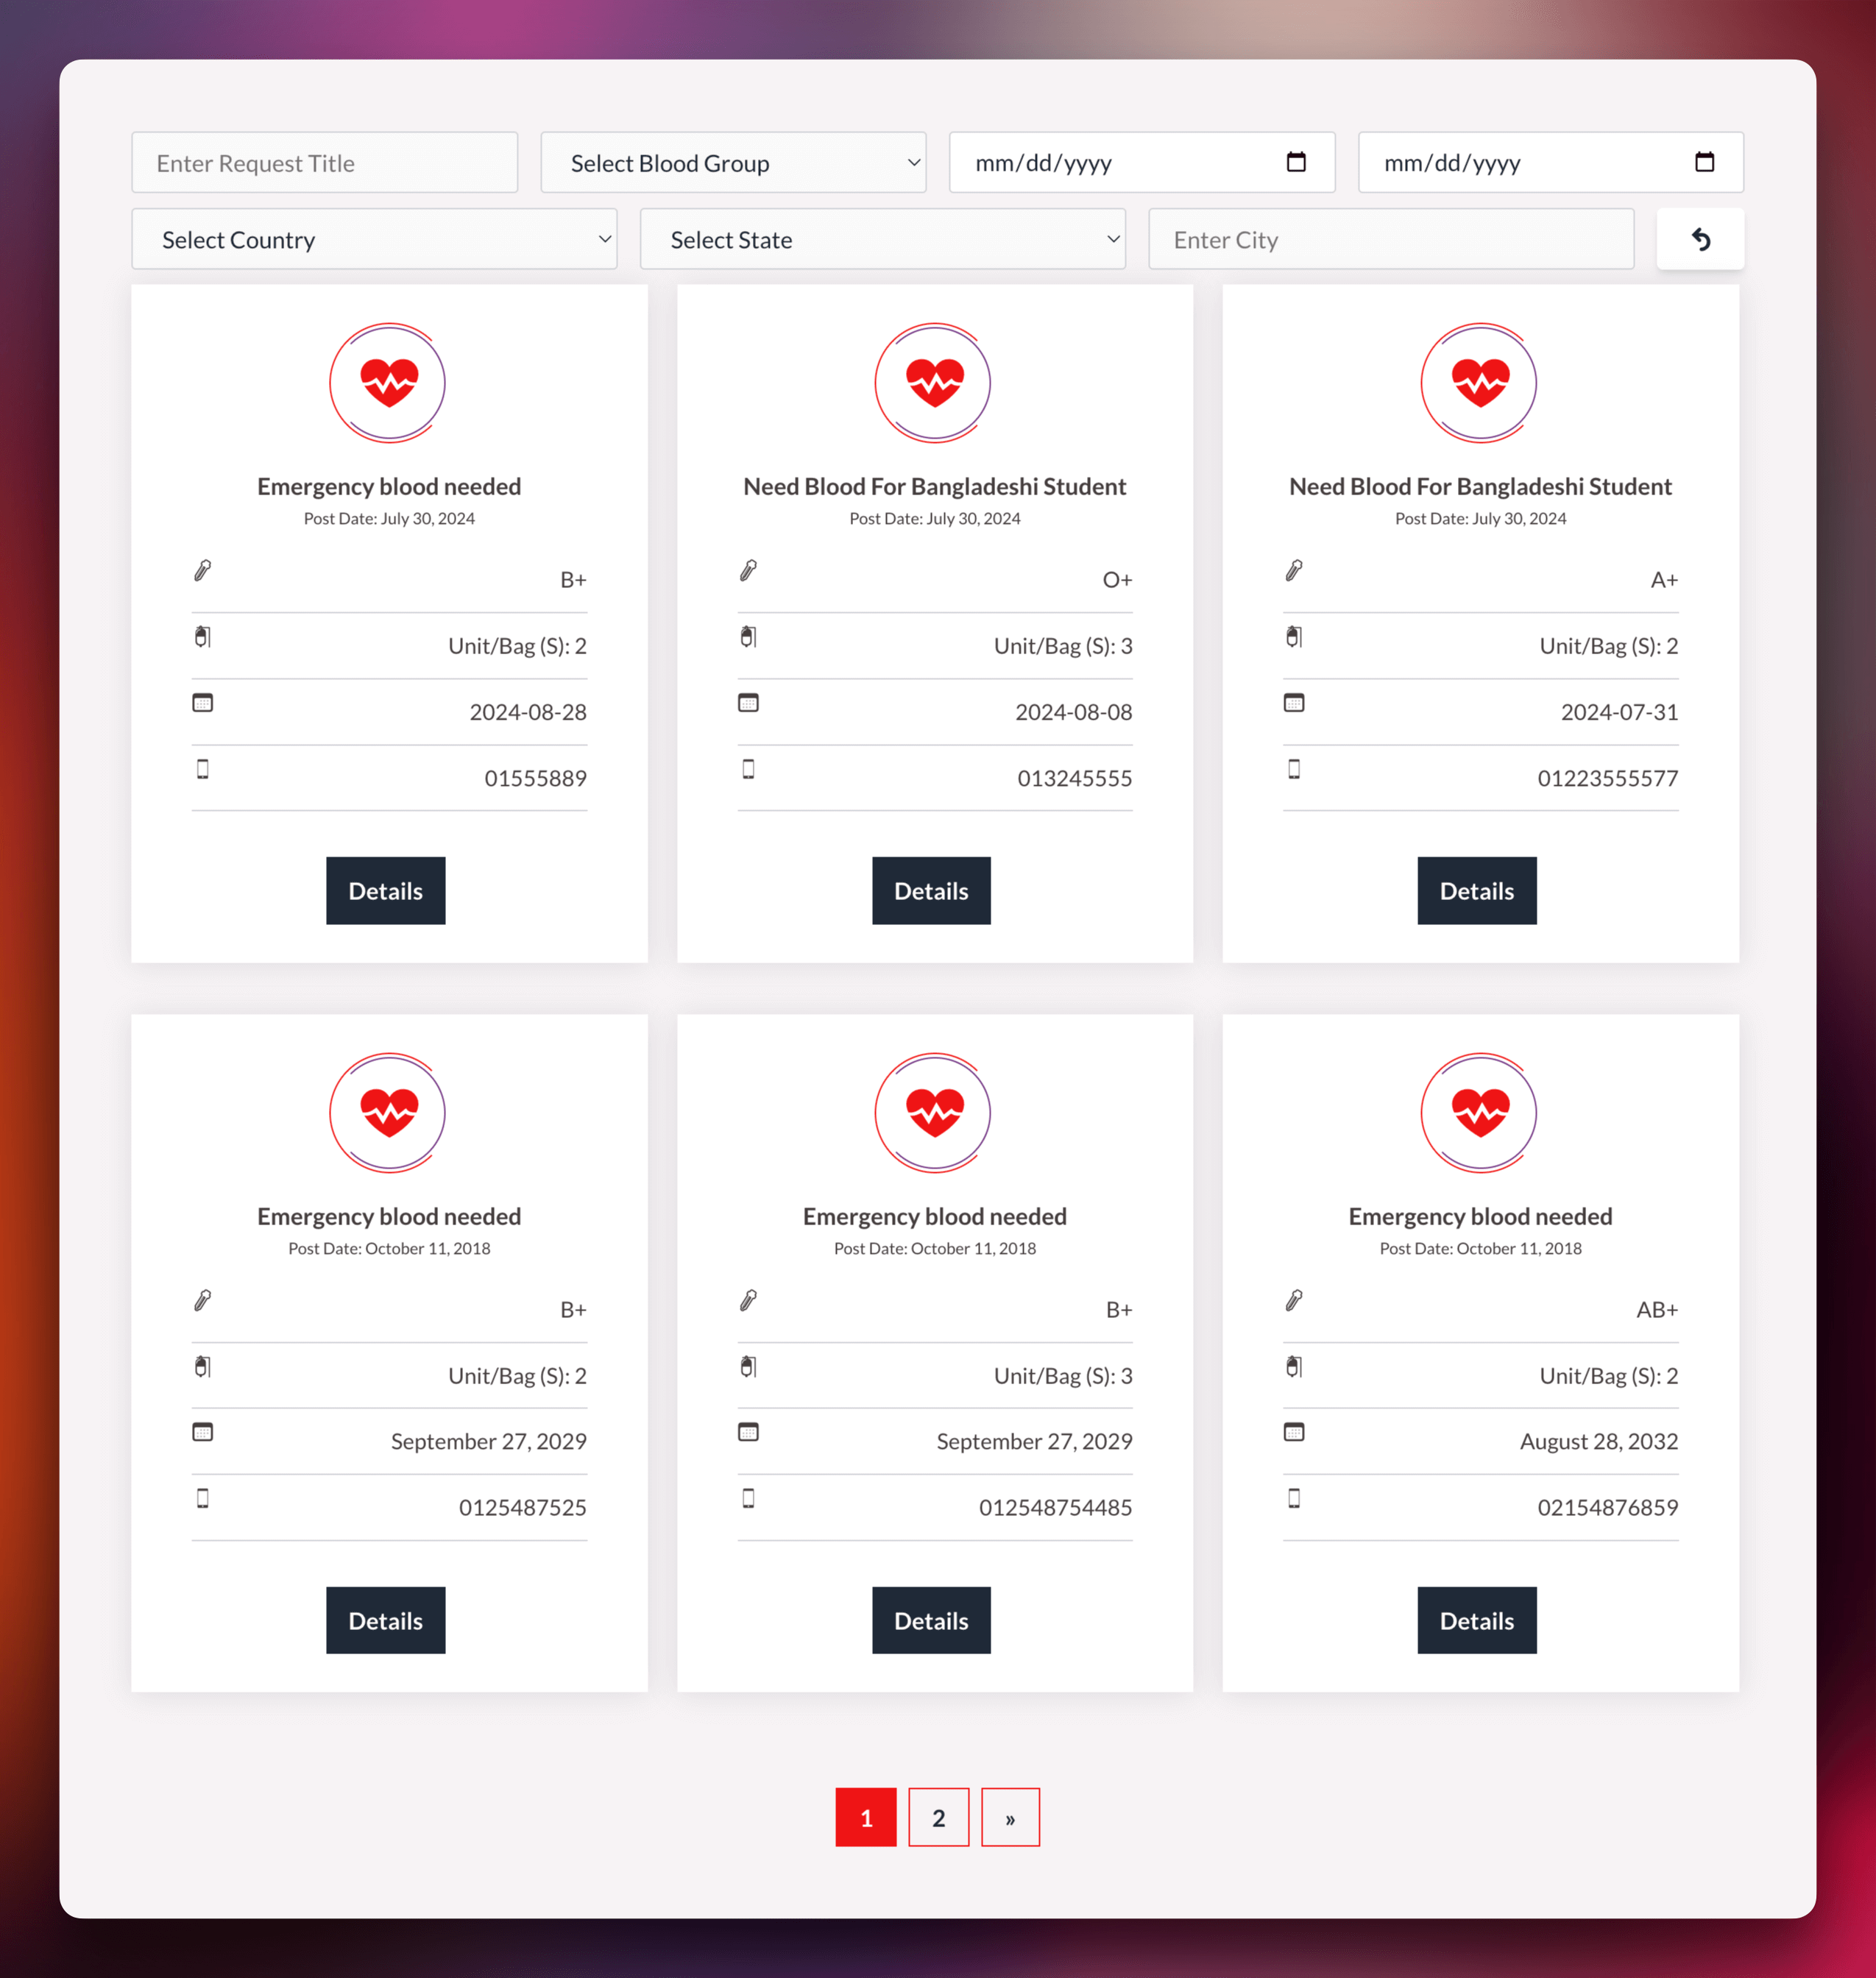 Enter Request Title
Select Blood Group
mm/dd/yyyy
mm/dd/yyyy
Select Country
Select State
Enter City
Emergency blood needed
Post Date: July 30, 2024
B+
Unit/Bag (S): 2
2024-08-28
01555889
Details
Need Blood For Bangladeshi Student
Post Date: July 30, 2024
O+
Unit/Bag (S): 3
2024-08-08
013245555
Details
Need Blood For Bangladeshi Student
Post Date: July 30, 2024
A+
Unit/Bag (S): 2
2024-07-31
01223555577
Details
Emergency blood needed
Post Date: October 11, 2018
B+
Unit/Bag (S): 2
September 27, 2029
0125487525
Details
Emergency blood needed
Post Date: October 11, 2018
B+
Unit/Bag (S): 3
September 27, 2029
012548754485
Details
Emergency blood needed
Post Date: October 11, 2018
AB+
Unit/Bag (S): 2
August 28, 2032
02154876859
Details
1
2
»